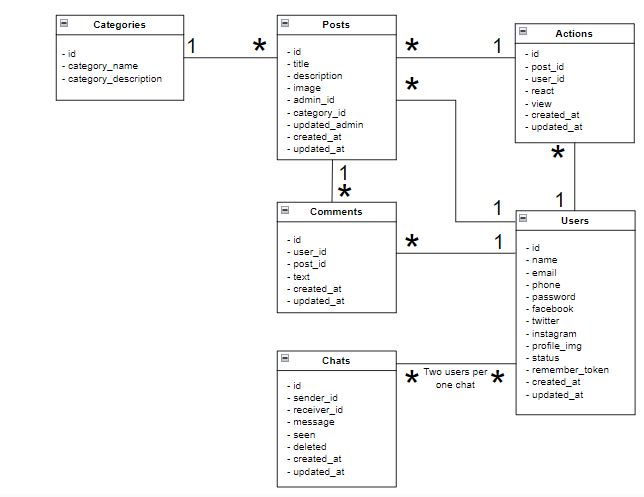 Categories
- id
- category_name
- category_description
1
*
Posts
- id
- title
- description
- image
- admin_id
- category_id
- updated_admin
- created_at
- updated_at
*
1
*
Actions
- id
- post_id
- user_id
- react
- view
- created_at
- updated_at
*
1
1
*
1
Comments
- id
- user_id
- post_id
- text
- created_at
- updated_at
*
1
Users
- id
- name
- email
- phone
- password
- facebook
- twitter
- instagram
- profile_img
- status
- remember_token
- created_at
- updated_at
Chats
- id
- sender_id
- receiver_id
- message
- seen
- deleted
- created_at
- updated_at
*
Two users per
one chat
*